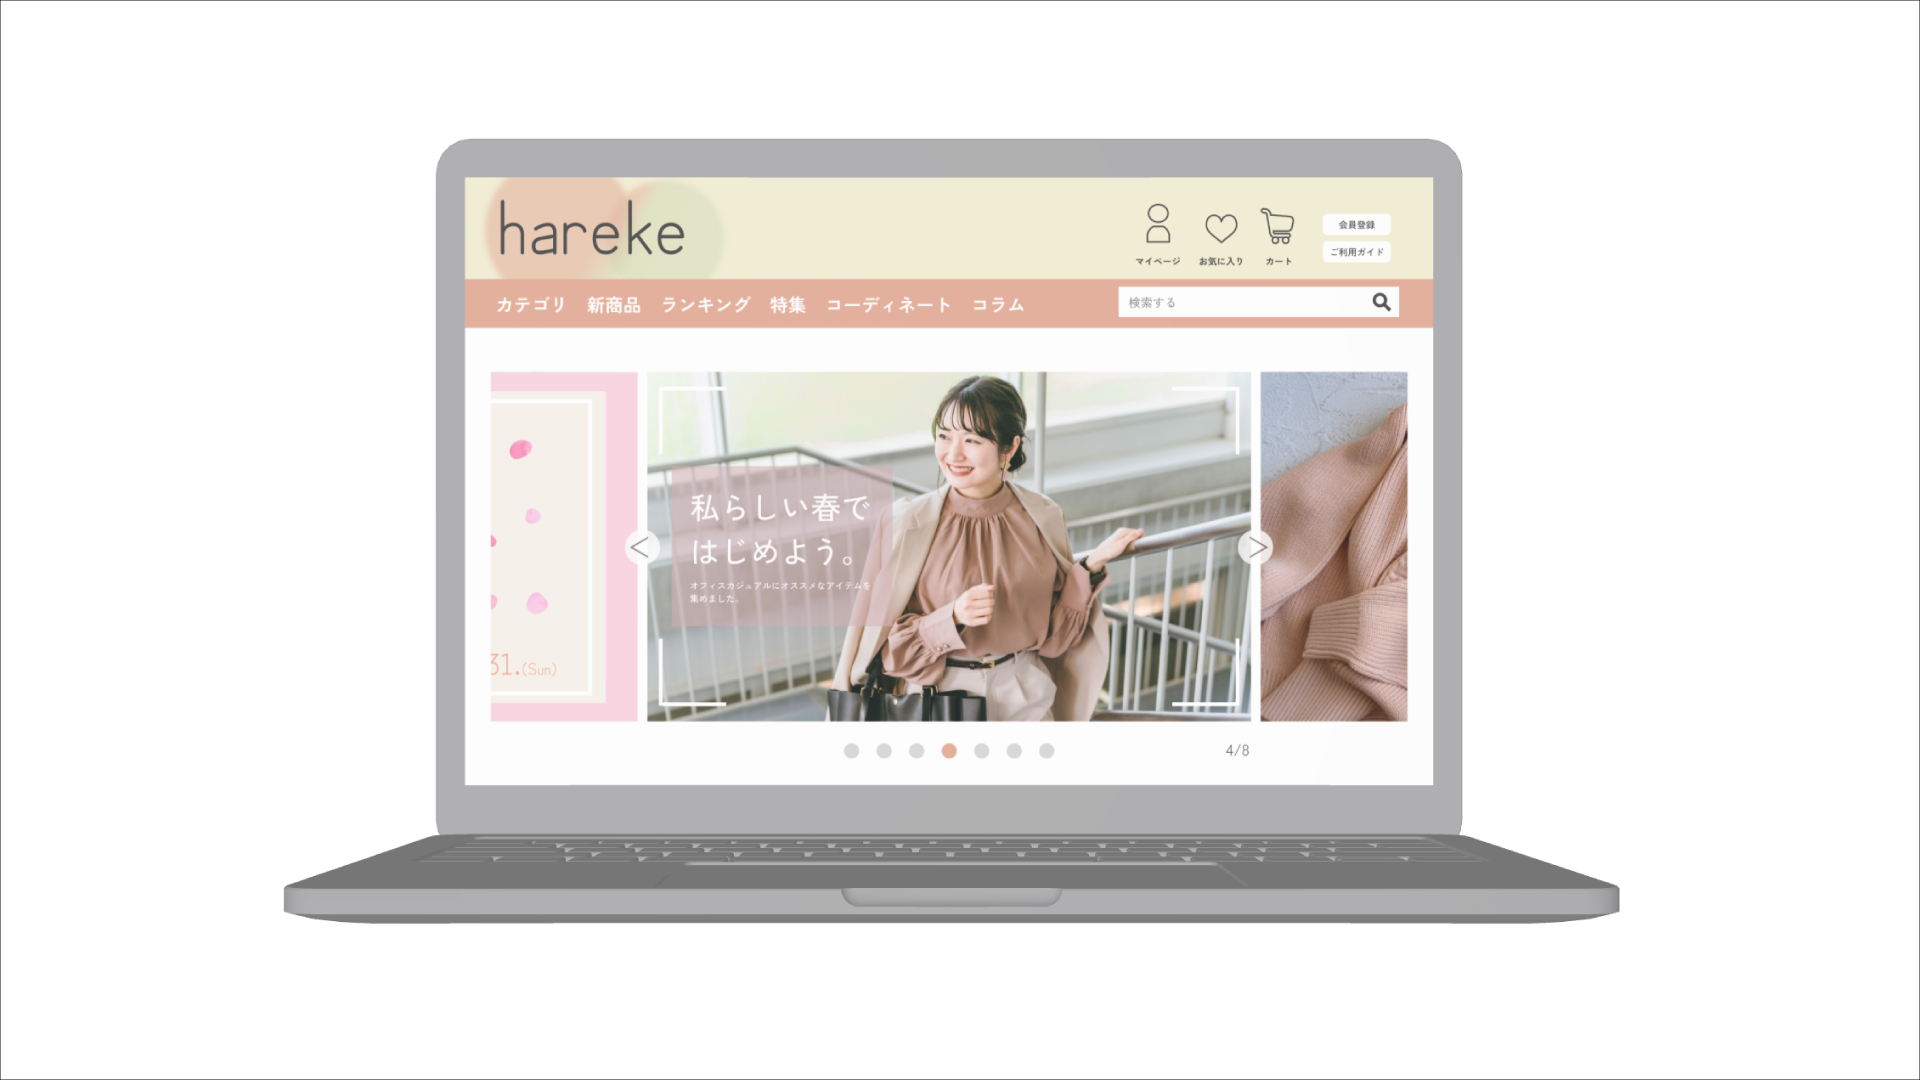 hareke
マイページ
お気に入り
カート
会員登録
ご利用ガイド
カテゴリ 新商品 ランキング 特集 コーディネート コラム
検索する
31.(Sun)
<
私らしい春で
はじめよう。
オフィスカジュアルにオススメなアイテムを
集めました。
>
4/8